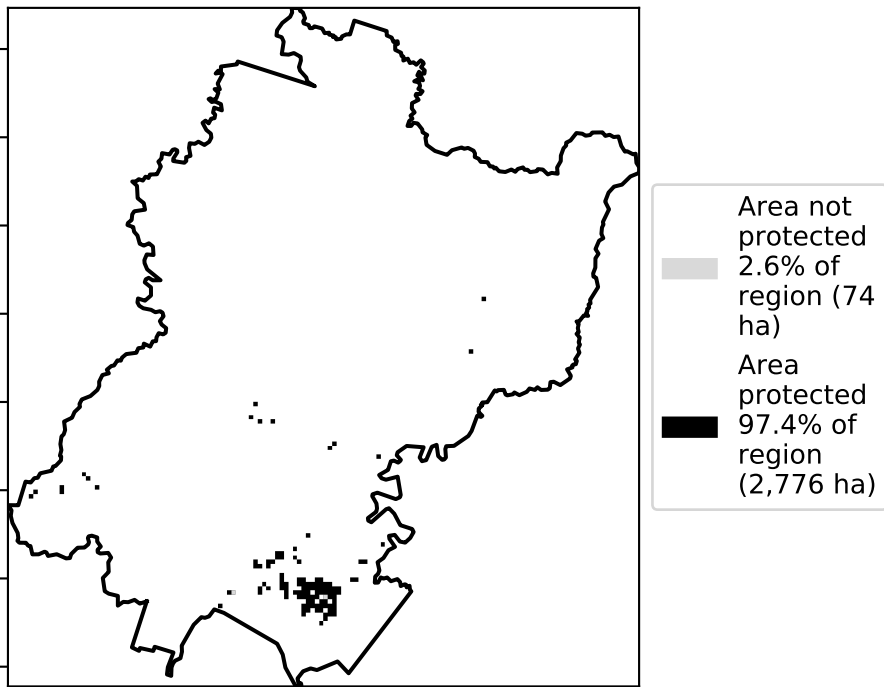 Area not
protected
2.6% of
region (74
ha)
Area
protected
97.4% of
region
(2,776 ha)